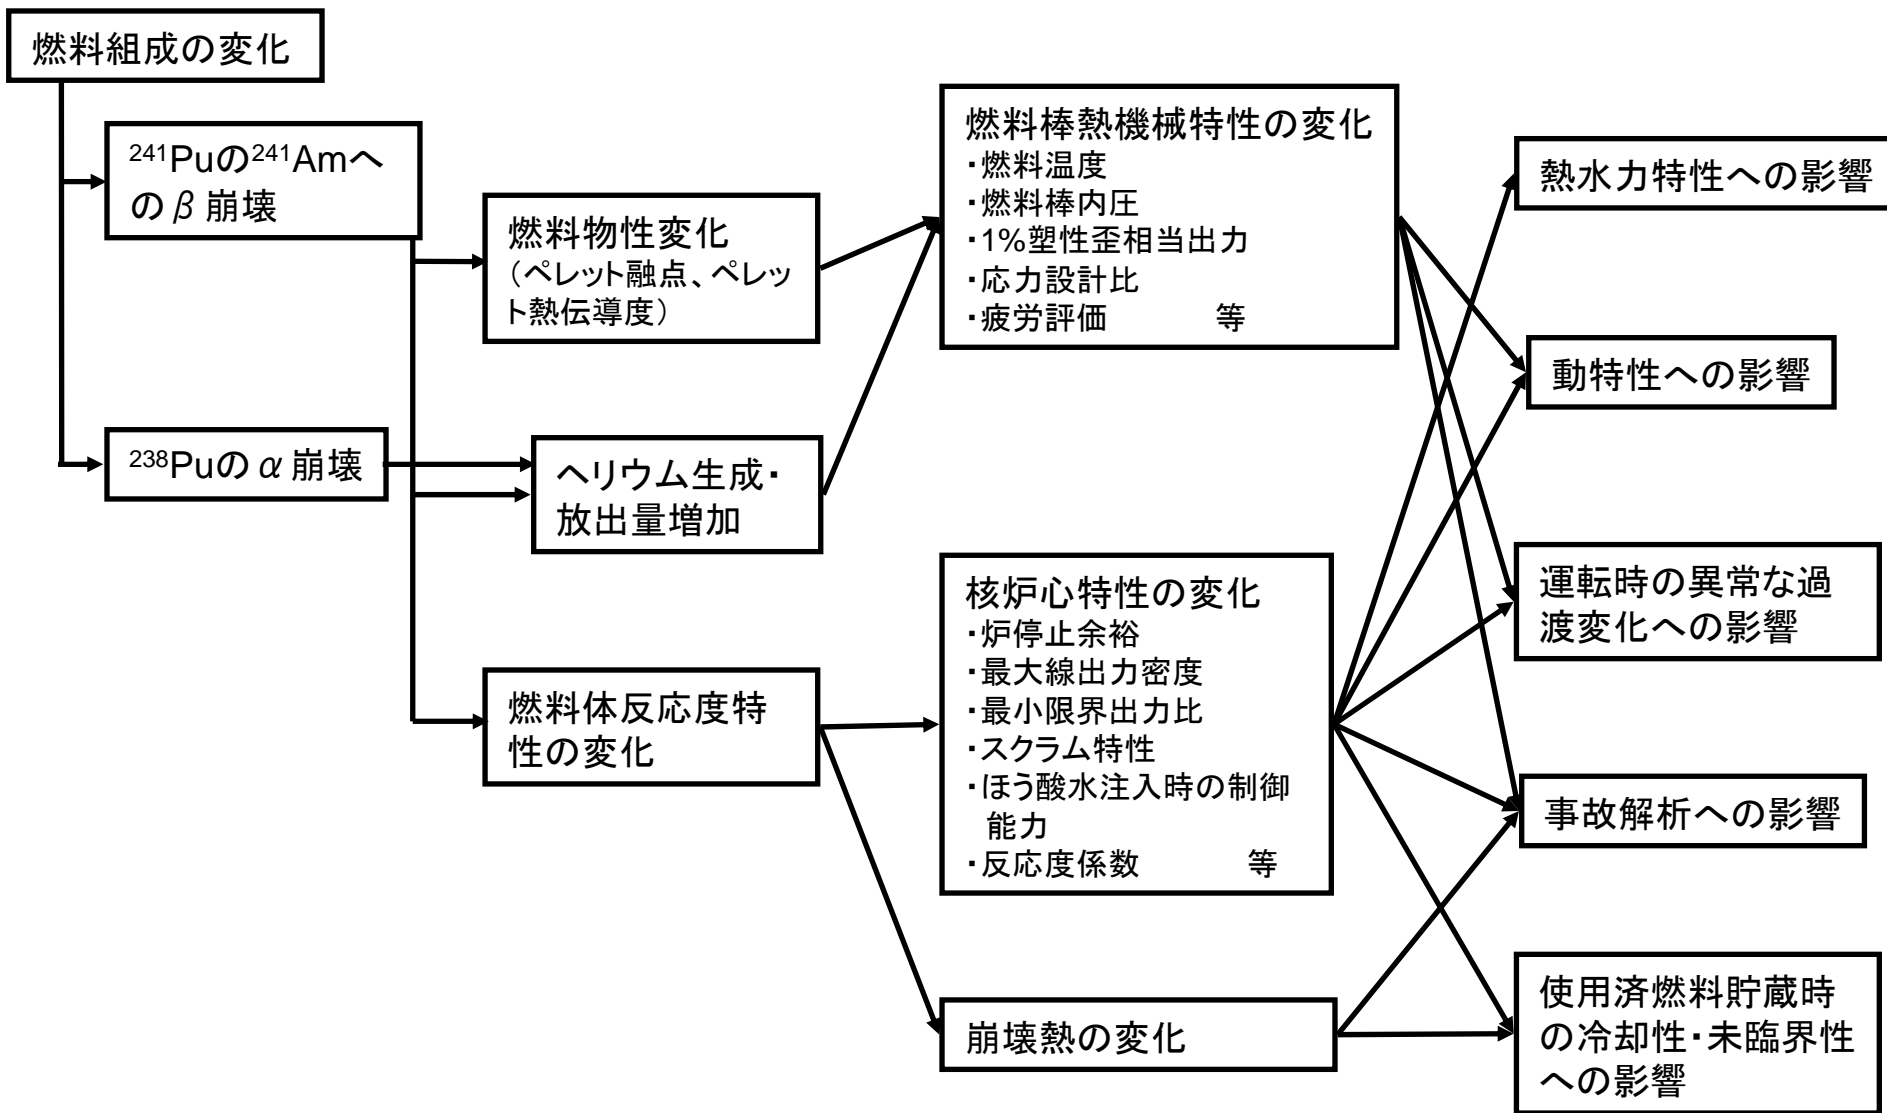 燃料組成の変化
²⁴¹Puの²⁴¹Amへ
のβ崩壊
²³⁸Puのα崩壊
燃料物性変化
（ペレット融点、ペレッ
ト熱伝導度）
ヘリウム生成・
放出量増加
燃料体反応度特
性の変化
燃料棒熱機械特性の変化
・燃料温度
・燃料棒内圧
・1%塑性歪相当出力
・応力設計比
・疲労評価　　　等
核炉心特性の変化
・炉停止余裕
・最大線出力密度
・最小限界出力比
・スクラム特性
・ほう酸水注入時の制御
能力
・反応度係数　　　等
崩壊熱の変化
熱水力特性への影響
動特性への影響
運転時の異常な過
渡変化への影響
事故解析への影響
使用済燃料貯蔵時
の冷却性・未臨界性
への影響